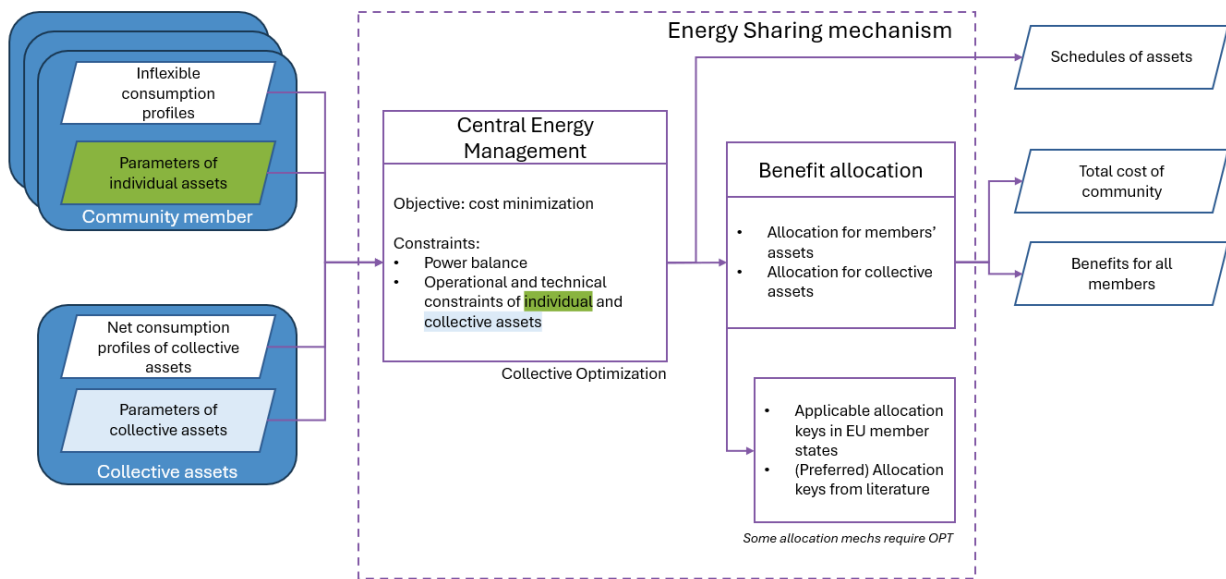 Energy Sharing mechanism
Inflexible
consumption
profiles
Parameters of
individual assets
Community member
Net consumption
profiles of collective
assets
Parameters of
collective assets
Collective assets
Central Energy
Management
Objective: cost minimization
Constraints:
• Power balance
• Operational and technical
constraints of individual and
collective assets
Collective Optimization
Benefit allocation
• Allocation for members’
assets
• Allocation for collective
assets
• Applicable allocation
keys in EU member
states
• (Preferred) Allocation
keys from literature
Some allocation mechs require OPT
Schedules of assets
Total cost of
community
Benefits for all
members